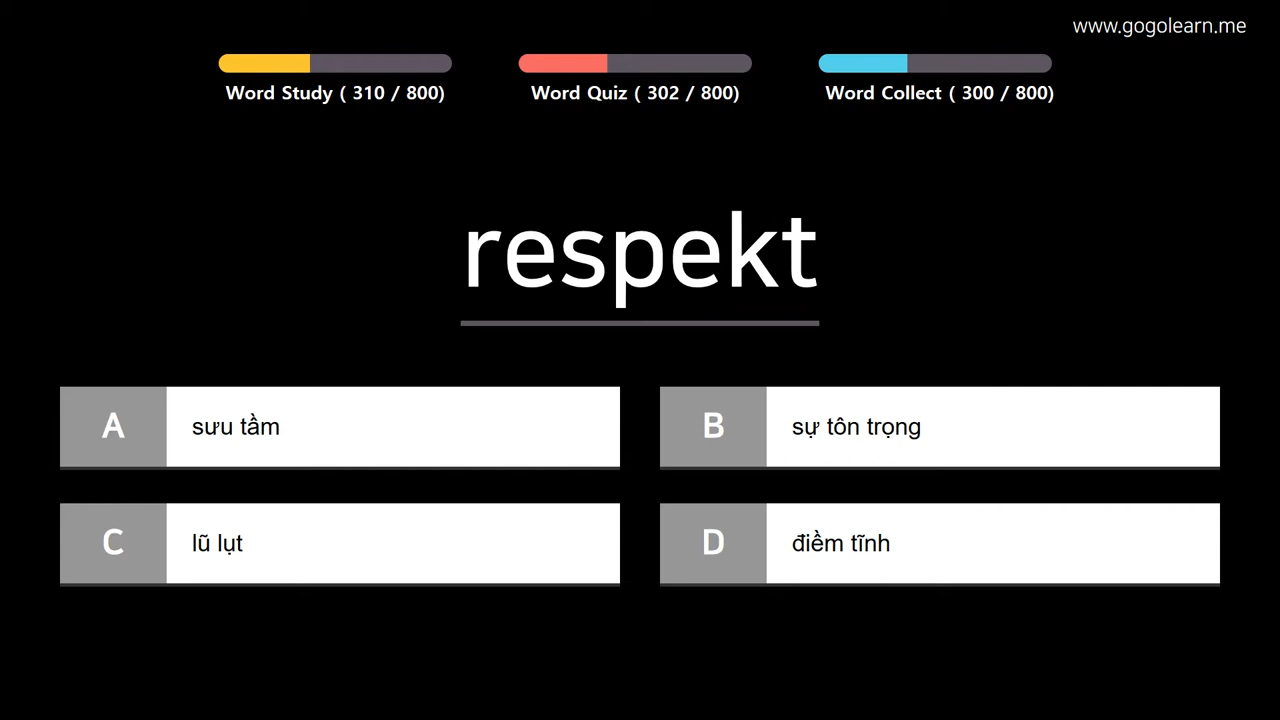 www.gogolearn.me
Word Study ( 310 / 800)
Word Quiz ( 302 / 800)
Word Collect ( 300 / 800)
respekt
A sưu tầm
B sự tôn trọng
C lũ lụt
D điềm tĩnh